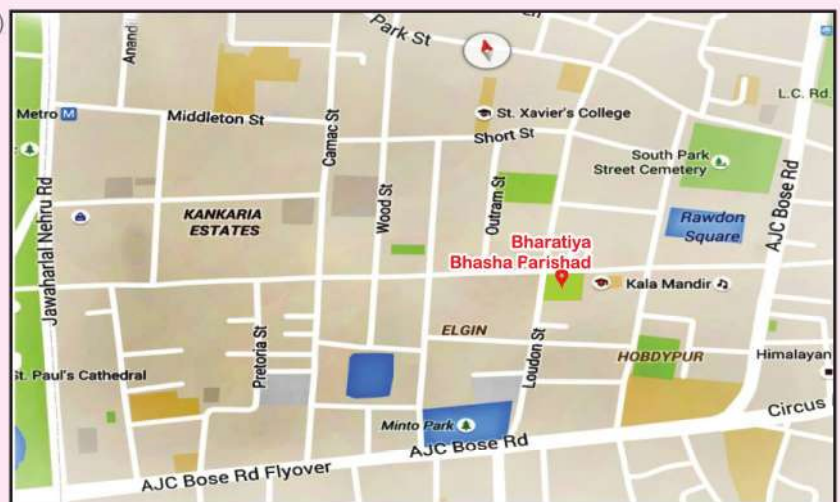 )
Anand
Park St
Metro M
Middleton St
Camac St
St. Xavier's College
Short St
L.C. Rd.
South Park
Street Cemetery
Jawaharlal Nehru Rd
KANKARIA
ESTATES
Wood St
Outram St
Rawdon
Square
AJC Bose Rd
Bharatiya
Bhasha Parishad
Kala Mandir
Pretoria St
ELGIN
Loudon St
HOBDYPUR
Himalayan
St. Paul's Cathedral
Minto Park
Circus
AJC Bose Rd
AJC Bose Rd Flyover